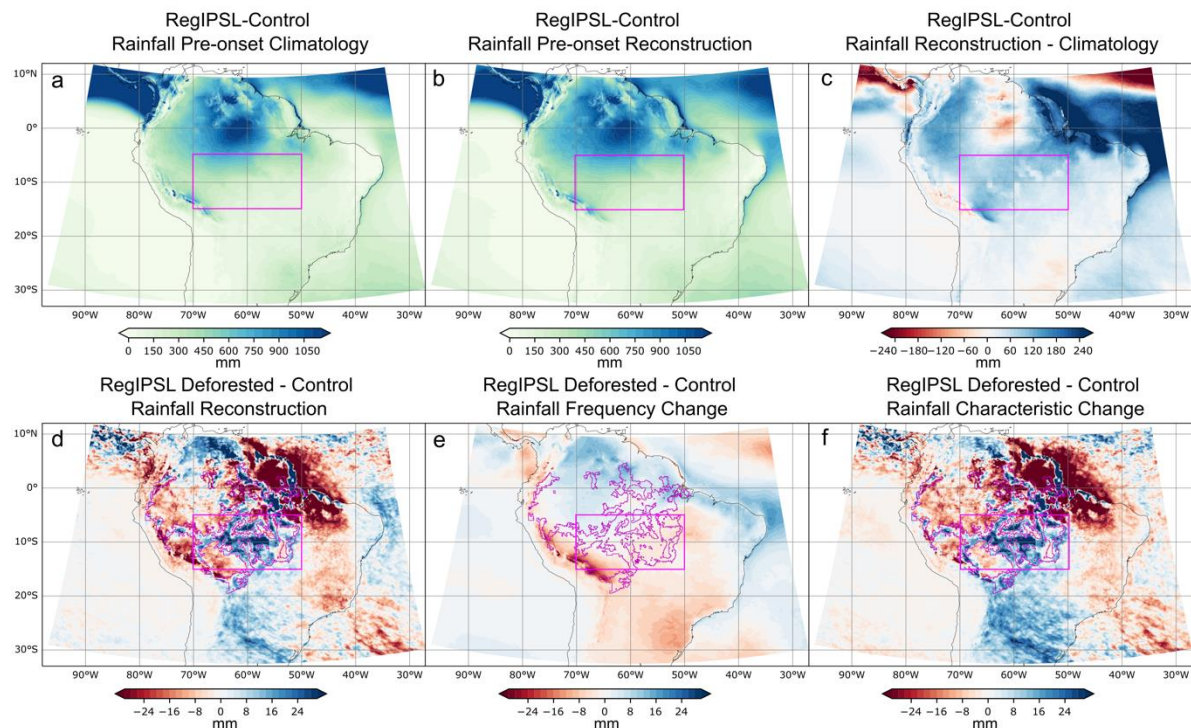 RegIPSL-Control
Rainfall Pre-onset Climatology
RegIPSL-Control
Rainfall Pre-onset Reconstruction
RegIPSL-Control
Rainfall Reconstruction - Climatology
a
b
c
10°N
0°
10°S
20°S
30°S
90°W 80°W 70°W 60°W 50°W 40°W 30°W
90°W 80°W 70°W 60°W 50°W 40°W 30°W
90°W 80°W 70°W 60°W 50°W 40°W 30°W
0 150 300 450 600 750 900 1050
mm
0 150 300 450 600 750 900 1050
mm
−240 −180 −120 −60 0 60 120 180 240
mm
RegIPSL Deforested - Control
Rainfall Reconstruction
RegIPSL Deforested - Control
Rainfall Frequency Change
RegIPSL Deforested - Control
Rainfall Characteristic Change
d
e
f
10°N
0°
10°S
20°S
30°S
90°W 80°W 70°W 60°W 50°W 40°W 30°W
90°W 80°W 70°W 60°W 50°W 40°W 30°W
90°W 80°W 70°W 60°W 50°W 40°W 30°W
−24 −16 −8 0 8 16 24
mm
−24 −16 −8 0 8 16 24
mm
−24 −16 −8 0 8 16 24
mm